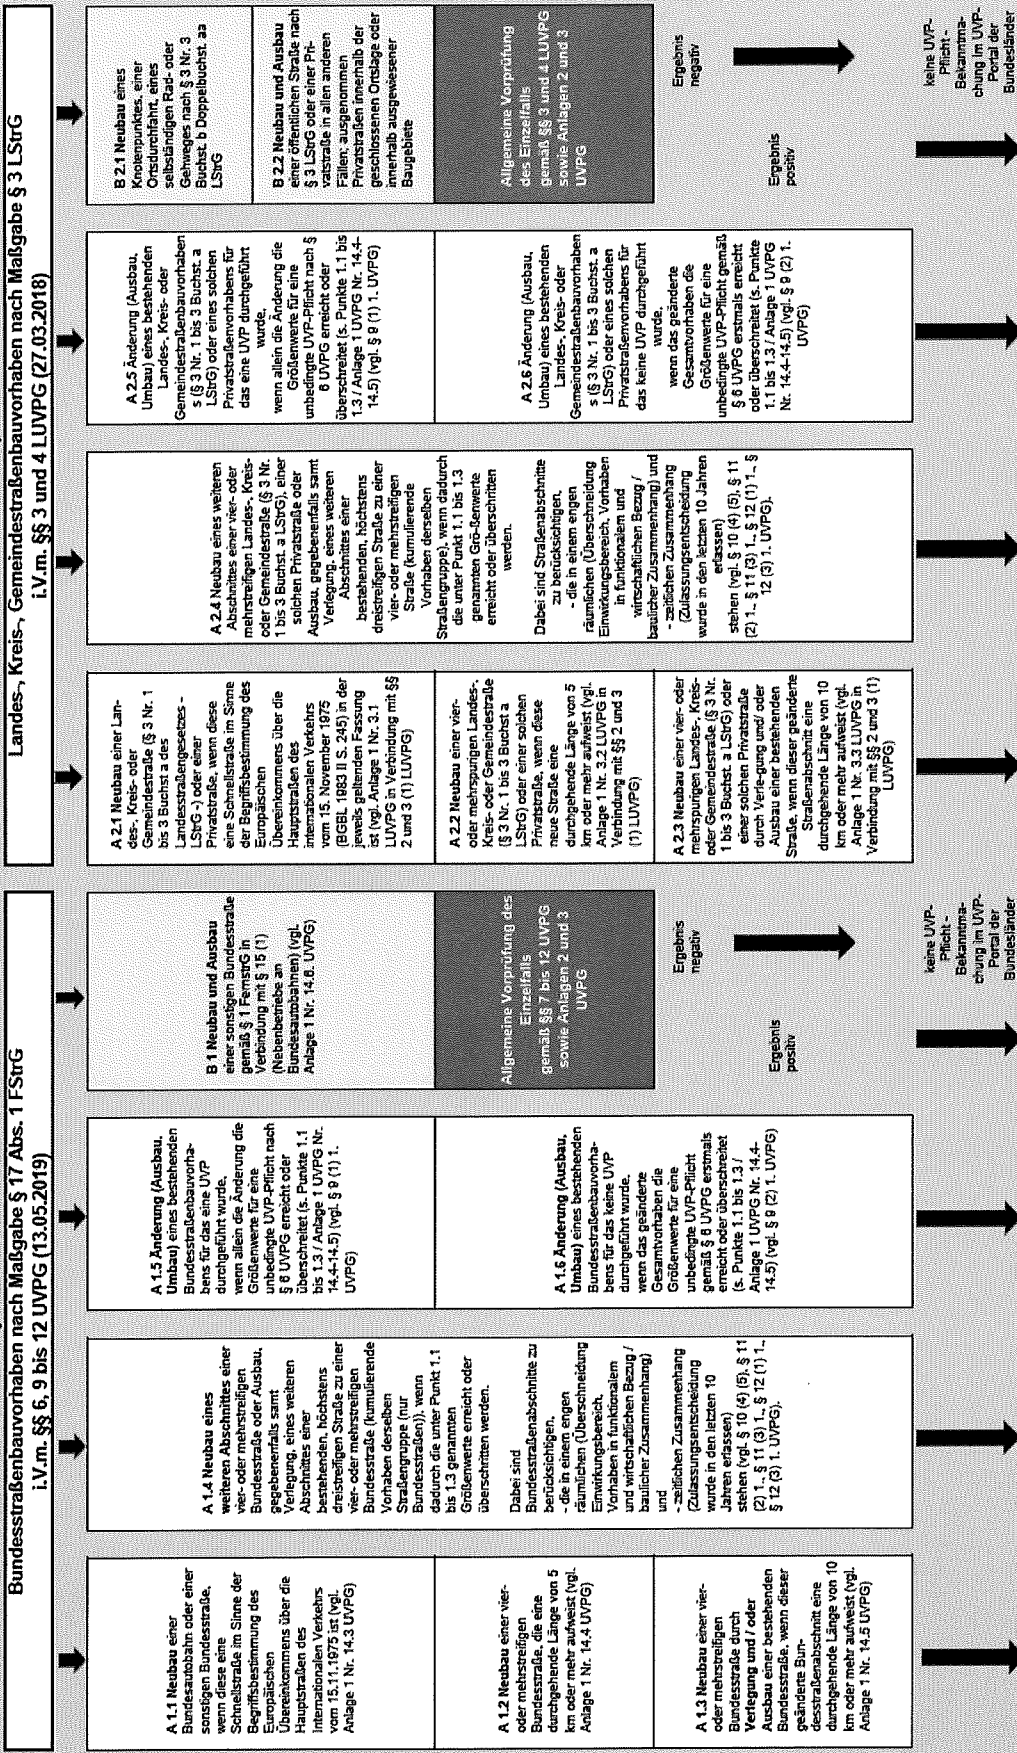 Bundesstraßenbauvorhaben nach Maßgabe § 17 Abs. 1 FStrG
i.V.m. §§ 6, 9 bis 12 UVPG (13.05.2019)
A 1.1 Neubau einer
Bundesautobahn oder einer
sonstigen Bundesstraße,
wenn diese eine
Schnellstraße im Sinne der
Begriffsbestimmung des
Europäischen
Übereinkommens über die
Hauptstraßen des
Internationalen Verkehrs
vom 15.11.1975 ist (vgl.
Anlage 1 Nr. 14.3 UVPG)
A 1.2 Neubau einer vier-
oder mehrstreifigen
Bundesstraße, die eine
durchgehende Länge von 5
km oder mehr aufweist (vgl.
Anlage 1 Nr. 14.4 UVPG)
A 1.3 Neubau einer vier-
oder mehrstreifigen
Bundesstraße durch
Verlegung und / oder
Ausbau einer bestehenden
Bundesstraße, wenn dieser
geänderte Bun-
desstraßenabschnitt eine
durchgehende Länge von 10
km oder mehr aufweist (vgl.
Anlage 1 Nr. 14.5 UVPG)
A 1.4 Neubau eines
weiteren Abschnittes einer
vier- oder mehrstreifigen
Bundesstraße oder Ausbau,
gegebenenfalls samt
Verlegung, eines weiteren
Abschnittes einer
bestehenden, höchstens
dreistreifigen Straße zu einer
vier- oder mehrstreifigen
Bundesstraße (kumulierende
Vorhaben derselben
Straßengruppe (nur
Bundesstraßen)), wenn
dadurch die unter Punkt 1.1
bis 1.3 genannten
Größenwerte erreicht oder
überschritten werden.
Dabei sind
Bundesstraßenabschnitte zu
berücksichtigen,
- die in einem engen
räumlichen (Überschneidung
Einwirkungsbereich,
Vorhaben in funktionalem
und wirtschaftlichen Bezug /
baulicher Zusammenhang)
und
- zeitlichen Zusammenhang
(Zulassungsentscheidung
wurde in den letzten 10
Jahren erlassen)
stehen (vgl. § 10 (4) (5), § 11
(2) 1., § 11 (3) 1., § 12 (1) 1.,
§ 12 (3) 1. UVPG).
A 1.5 Änderung (Ausbau,
Umbau) eines bestehenden
Bundesstraßenbauvorha-
bens für das eine UVP
durchgeführt wurde,
wenn allein die Änderung die
Größenwerte für eine
unbedingte UVP-Pflicht nach
§ 6 UVPG erreicht oder
überschreitet (s. Punkte 1.1
bis 1.3 / Anlage 1 UVPG Nr.
14.4-14.5) (vgl. § 9 (1) 1.
UVPG)
A 1.6 Änderung (Ausbau,
Umbau) eines bestehenden
Bundesstraßenbauvorha-
bens für das keine UVP
durchgeführt wurde,
wenn das geänderte
Gesamtvorhaben die
Größenwerte für eine
unbedingte UVP-Pflicht
gemäß § 6 UVPG erstmals
erreicht oder überschreitet
(s. Punkte 1.1 bis 1.3 /
Anlage 1 UVPG Nr. 14.4-
14.5) (vgl. § 9 (2) 1. UVPG)
B 1 Neubau und Ausbau
einer sonstigen Bundesstraße
gemäß § 1 FernstrG in
Verbindung mit § 15 (1)
(Nebenbetriebe an
Bundesautobahnen) (vgl.
Anlage 1 Nr. 14.6. UVPG)
Allgemeine Vorprüfung des
Einzelfalls
gemäß §§ 7 bis 12 UVPG
sowie Anlagen 2 und 3
UVPG
Ergebnis
positiv
Ergebnis
negativ
keine UVP-
Pflicht -
Bekanntma-
chung im UVP-
Portal der
Bundesländer
Landes-, Kreis-, Gemeindestraßenbauvorhaben nach Maßgabe § 3 LStrG
i.V.m. §§ 3 und 4 LUVPG (27.03.2018)
A 2.1 Neubau einer Lan-
des-, Kreis- oder
Gemeindestraße (§ 3 Nr. 1
bis 3 Buchst a des
Landesstraßengesetzes -
LStrG -) oder einer
Privatstraße, wenn diese
eine Schnellstraße im Sinne
der Begriffsbestimmung des
Europäischen
Übereinkommens über die
Hauptstraßen des
internationalen Verkehrs
vom 15. November 1975
(BGBL 1983 II S. 245) in der
jeweils geltenden Fassung
ist (vgl. Anlage 1 Nr. 3.1
LUVPG in Verbindung mit §§
2 und 3 (1) LUVPG)
A 2.2 Neubau einer vier-
oder mehrspurigen Landes-,
Kreis- oder Gemeindestraße
(§ 3 Nr. 1 bis 3 Buchst a
LStrG) oder einer solchen
Privatstraße, wenn diese
neue Straße eine
durchgehende Länge von 5
km oder mehr aufweist (vgl.
Anlage 1 Nr. 3.2 LUVPG in
Verbindung mit §§ 2 und 3
(1) LUVPG)
A 2.3 Neubau einer vier- oder
mehrspurigen Landes-, Kreis-
oder Gemeindestraße (§ 3 Nr.
1 bis 3 Buchst. a LStrG) oder
einer solchen Privatstraße
durch Verle-gung und/ oder
Ausbau einer bestehenden
Straße, wenn dieser geänderte
Straßenabschnitt eine
durchgehende Länge von 10
km oder mehr aufweist (vgl.
Anlage 1 Nr. 3.3 LUVPG in
Verbindung mit §§ 2 und 3 (1)
LUVPG)
A 2.4 Neubau eines weiteren
Abschnittes einer vier- oder
mehrstreifigen Landes-, Kreis-
oder Gemeindestraße (§ 3 Nr.
1 bis 3 Buchst. a LStrG), einer
solchen Privatstraße oder
Ausbau, gegebenenfalls samt
Verlegung, eines weiteren
Abschnittes einer
bestehenden, höchstens
dreistreifigen Straße zu einer
vier- oder mehrstreifigen
Straße (kumulierende
Vorhaben derselben
Straßengruppe), wenn dadurch
die unter Punkt 1.1 bis 1.3
genannten Grö-ßenwerte
erreicht oder überschritten
werden.
Dabei sind Straßenabschnitte
zu berücksichtigen,
- die in einem engen
räumlichen (Überschneidung
Einwirkungsbereich, Vorhaben
in funktionalem und
wirtschaftlichen Bezug /
baulicher Zusammenhang) und
- zeitlichen Zusammenhang
(Zulassungsentscheidung
wurde in den letzten 10 Jahren
erlassen)
stehen (vgl. § 10 (4) (5), § 11
(2) 1., § 11 (3) 1., § 12 (1) 1., §
12 (3) 1. UVPG).
A 2.5 Änderung (Ausbau,
Umbau) eines bestehenden
Landes-, Kreis- oder
Gemeindestraßenbauvorhaben
s (§ 3 Nr. 1 bis 3 Buchst. a
LStrG) oder eines solchen
Privatstraßenvorhabens für
das eine UVP durchgeführt
wurde,
wenn allein die Änderung die
Größenwerte für eine
unbedingte UVP-Pflicht nach §
6 UVPG erreicht oder
überschreitet (s. Punkte 1.1 bis
1.3 / Anlage 1 UVPG Nr. 14.4-
14.5) (vgl. § 9 (1) 1. UVPG)
A 2.6 Änderung (Ausbau,
Umbau) eines bestehenden
Landes-, Kreis- oder
Gemeindestraßenbauvorhaben
s (§ 3 Nr. 1 bis 3 Buchst. a
LStrG) oder eines solchen
Privatstraßenvorhabens für
das keine UVP durchgeführt
wurde.
wenn das geänderte
Gesamtvorhaben die
Größenwerte für eine
unbedingte UVP-Pflicht gemäß
§ 6 UVPG erstmals erreicht
oder überschreitet (s. Punkte
1.1 bis 1.3 / Anlage 1 UVPG
Nr. 14.4-14.5) (vgl. § 9 (2) 1.
UVPG)
B 2.1 Neubau eines
Knotenpunktes, einer
Ortsdurchfahrt, eines
selbständigen Rad- oder
Gehweges nach § 3 Nr. 3
Buchst. b Doppelbuchst. aa
LStrG
B 2.2 Neubau und Ausbau
einer öffentlichen Straße nach
§ 3 LStrG oder einer Pri-
vatstraße in allen anderen
Fällen; ausgenommen
Privatstraßen innerhalb der
geschlossenen Ortslage oder
innerhalb ausgewiesener
Baugebiete
Allgemeine Vorprüfung
des Einzelfalls
gemäß §§ 3 und 4 LUVPG
sowie Anlagen 2 und 3
UVPG
Ergebnis
positiv
Ergebnis
negativ
keine UVP-
Pflicht -
Bekanntma-
chung im UVP-
Portal der
Bundesländer